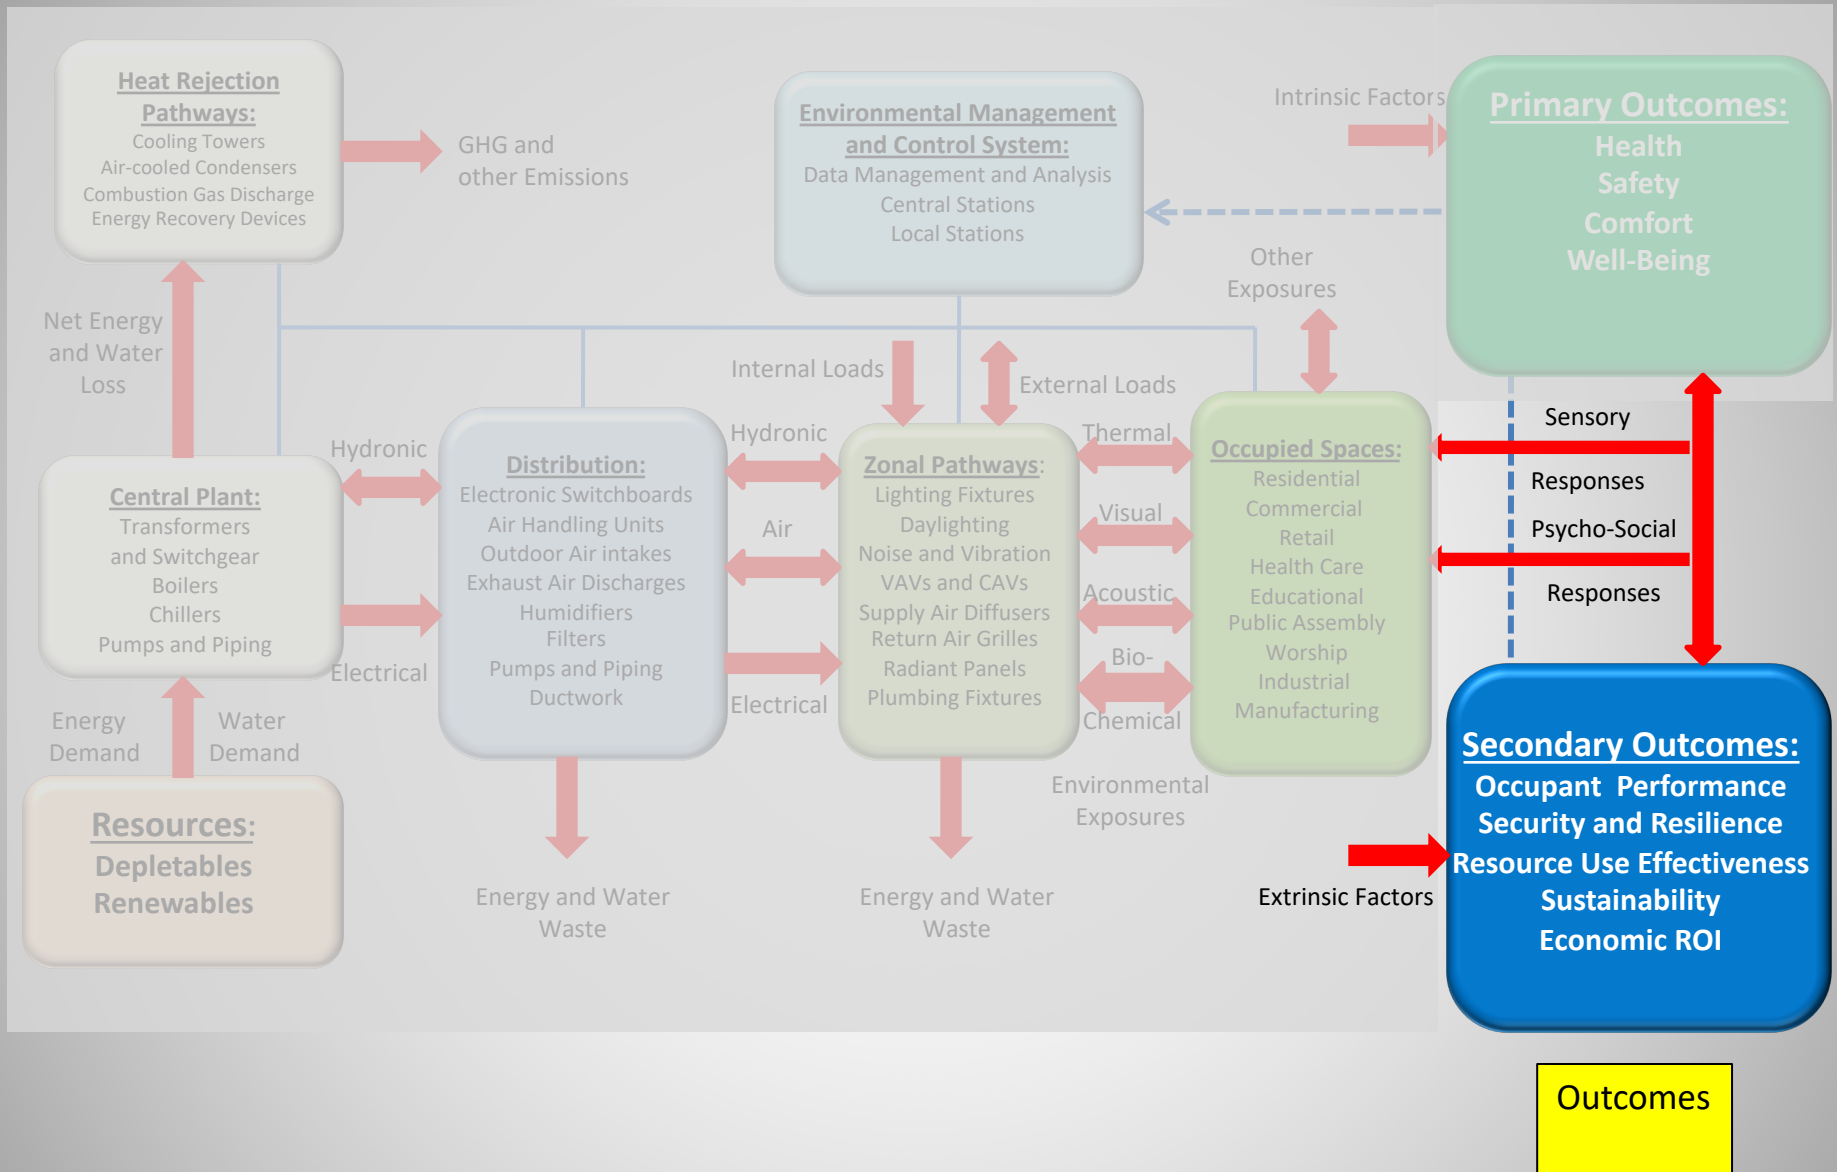 Heat Rejection
Pathways:
Cooling Towers
Air-cooled Condensers
Combustion Gas Discharge
Energy Recovery Devices
GHG and
other Emissions
Environmental Management
and Control System:
Data Management and Analysis
Central Stations
Local Stations
Intrinsic Factors
Primary Outcomes:
Health
Safety
Comfort
Well-Being
Other
Exposures
Net Energy
and Water
Loss
Internal Loads
External Loads
Hydronic
Electrical
Central Plant:
Transformers
and Switchgear
Boilers
Chillers
Pumps and Piping
Distribution:
Electronic Switchboards
Air Handling Units
Outdoor Air intakes
Exhaust Air Discharges
Humidifiers
Filters
Pumps and Piping
Ductwork
Hydronic
Air
Electrical
Zonal Pathways:
Lighting Fixtures
Daylighting
Noise and Vibration
VAVs and CAVs
Supply Air Diffusers
Return Air Grilles
Radiant Panels
Plumbing Fixtures
Thermal
Visual
Acoustic
Bio-
Chemical
Environmental
Exposures
Occupied Spaces:
Residential
Commercial
Retail
Health Care
Educational
Public Assembly
Worship
Industrial
Manufacturing
Sensory
Responses
Psycho-Social
Responses
Energy
Demand
Water
Demand
Resources:
Depletables
Renewables
Energy and Water
Waste
Energy and Water
Waste
Extrinsic Factors
Secondary Outcomes:
Occupant  Performance
Security and Resilience
Resource Use Effectiveness
Sustainability
Economic ROI
Outcomes